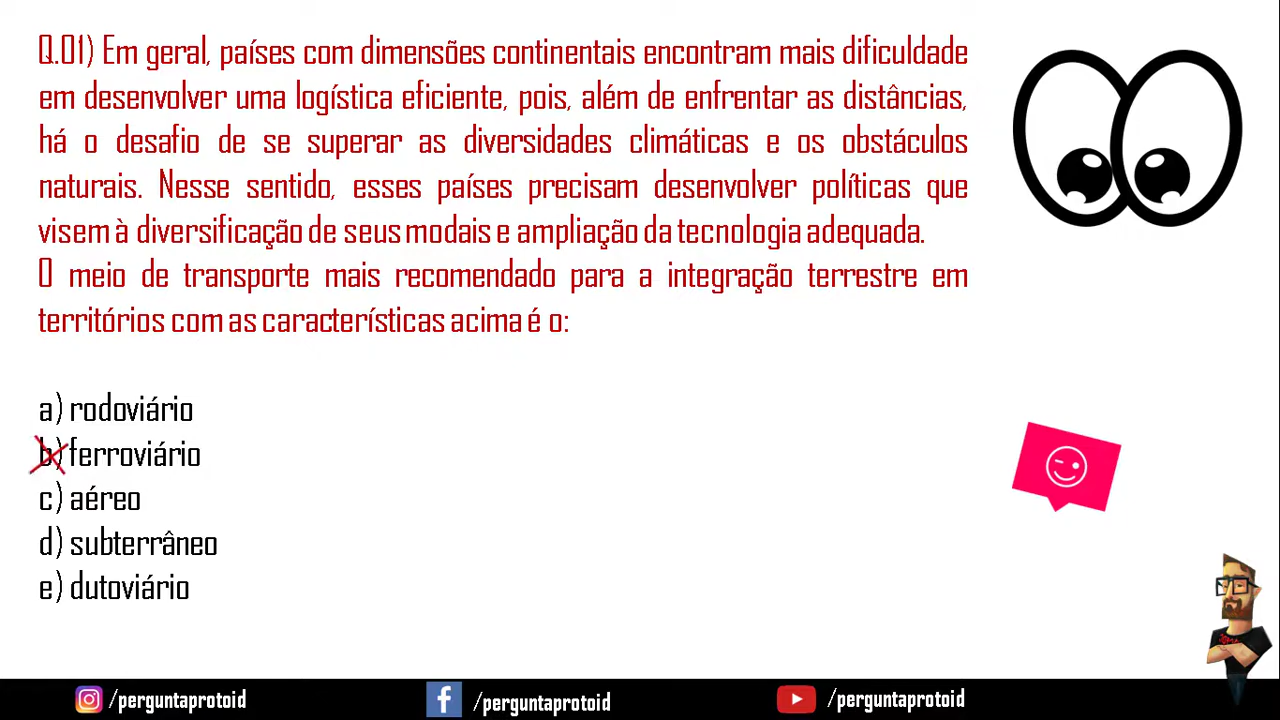 Q.01) Em geral, países com dimensões continentais encontram mais dificuldade
em desenvolver uma logística eficiente, pois, além de enfrentar as distâncias,
há o desafio de se superar as diversidades climáticas e os obstáculos
naturais. Nesse sentido, esses países precisam desenvolver políticas que
visem à diversificação de seus modais e ampliação da tecnologia adequada.
O meio de transporte mais recomendado para a integração terrestre em
territórios com as características acima é o:
a) rodoviário
b) ferroviário
c) aéreo
d) subterrâneo
e) dutoviário
/perguntaprotoid
/perguntaprotoid
/perguntaprotoid